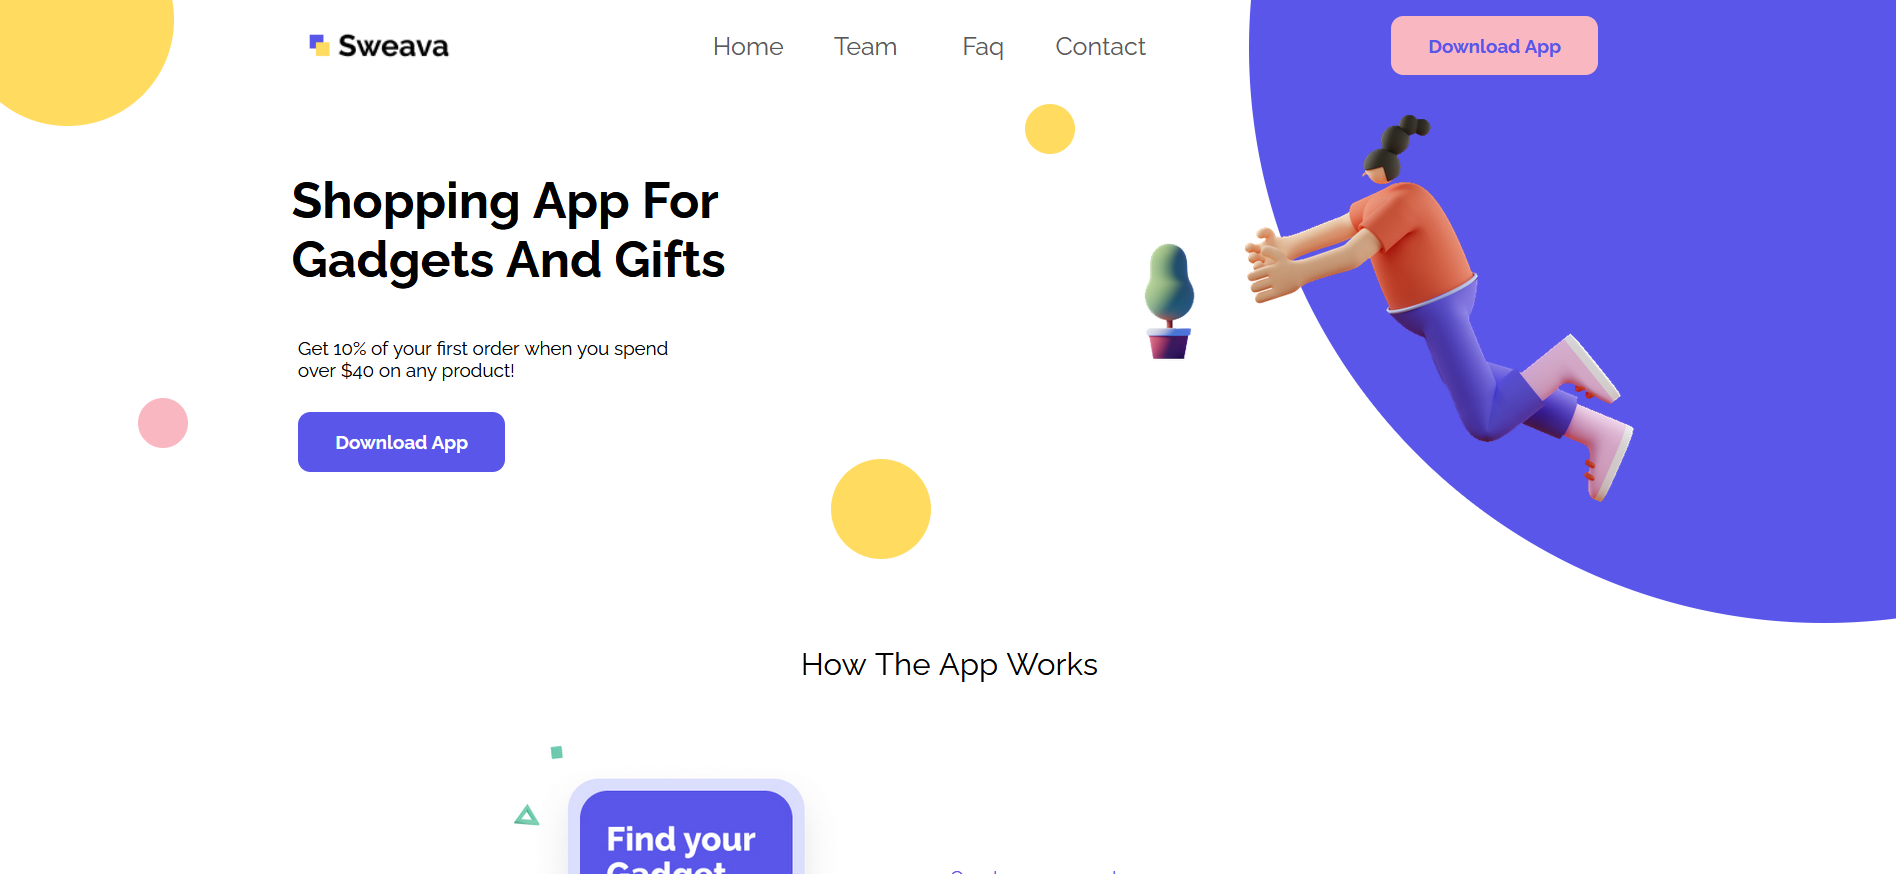 Sweava
Home Team Faq Contact
Download App
Shopping App For
Gadgets And Gifts
Get 10% of your first order when you spend
over $40 on any product!
Download App
How The App Works
Find your
Gadget